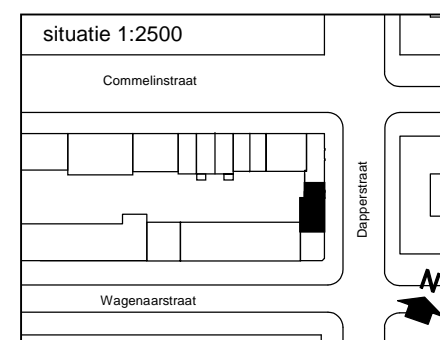 situatie 1:2500
Commelinstraat
Dapperstraat
Wagenaarstraat
N